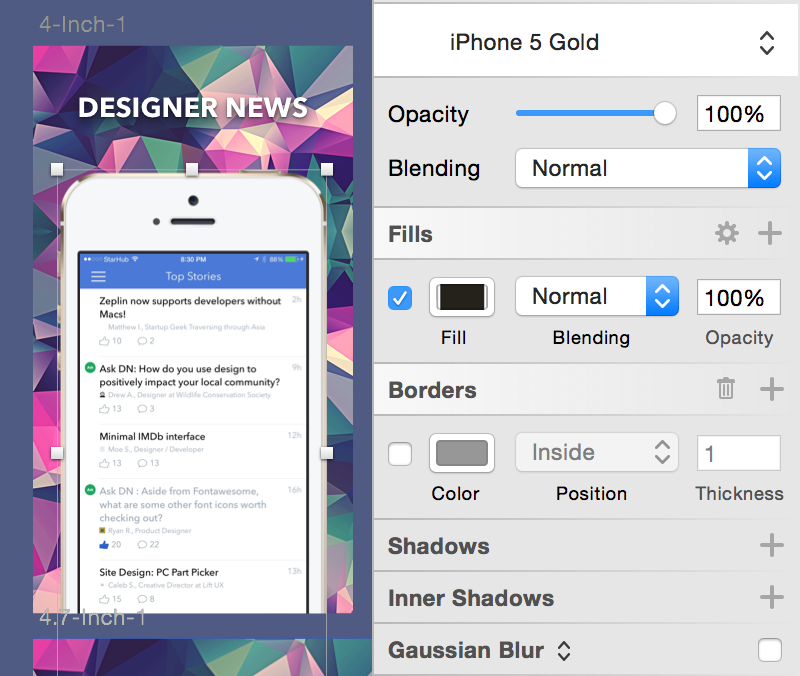 4-Inch-1
DESIGNER NEWS
StarHub
8:30 PM
88%
Top Stories
Zeplin now supports developers without
2h
Macs!
Matthew I., Startup Geek Traversing through Asia
10
2
Ask DN: How do you use design to
9h
positively impact your local community?
Drew A., Designer at Wildlife Conservation Society
13
3
Minimal IMDb interface
12h
Moe S., Designer / Developer
13
13
Ask DN : Aside from Fontawesome,
16h
what are some other font icons worth
checking out?
Ryan R., Product Designer
20
22
Site Design: PC Part Picker
13h
Caleb S., Creative Director at Lift UX
15
8
4.7-Inch-1
iPhone 5 Gold
Opacity
100%
Blending
Normal
Fills
Normal
100%
Fill
Blending
Opacity
Borders
Inside
1
Color
Position
Thickness
Shadows
Inner Shadows
Gaussian Blur